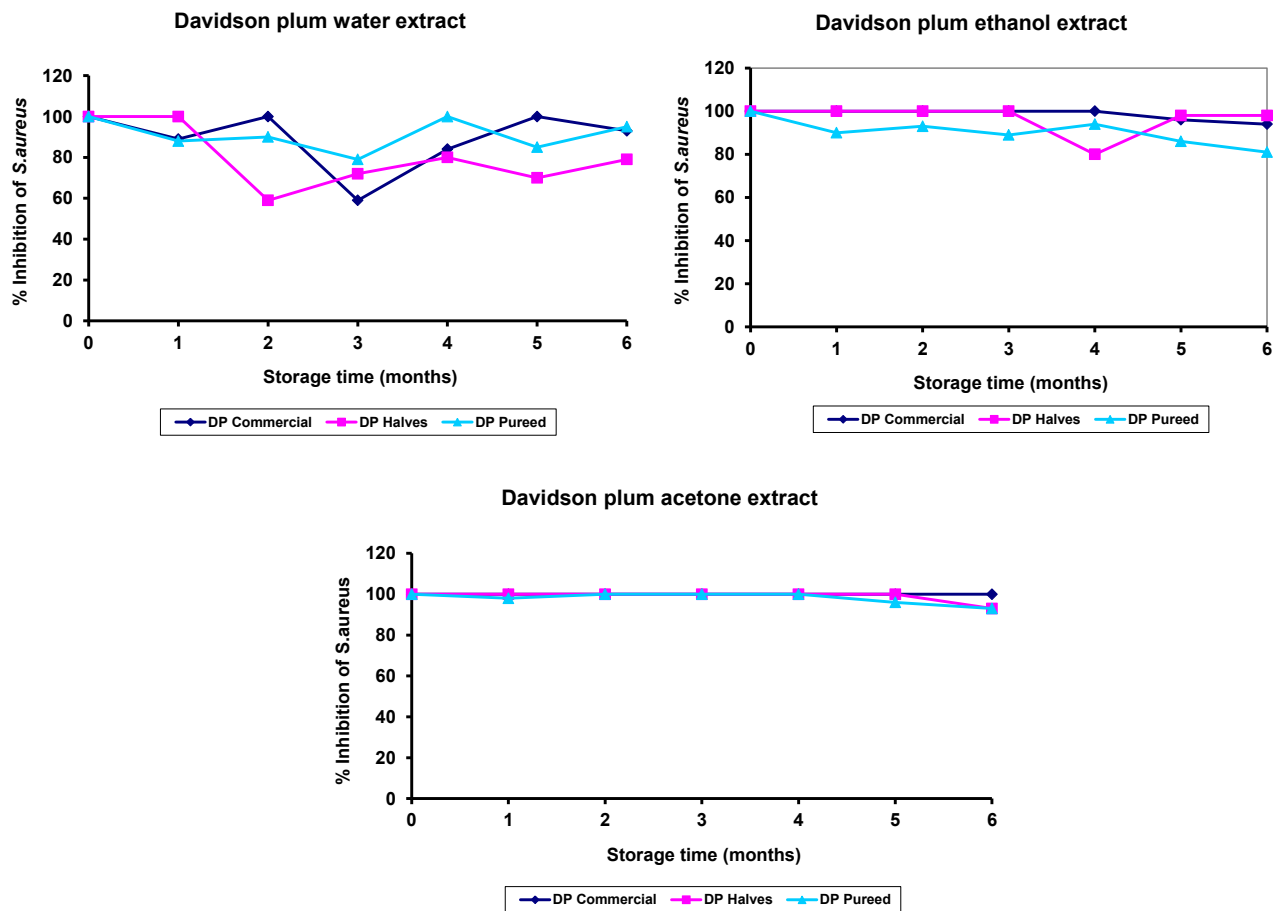 Davidson plum water extract
% Inhibition of S.aureus
120
100
80
60
40
20
0
0 1 2 3 4 5 6
Storage time (months)
DP Commercial DP Halves DP Pureed
Davidson plum ethanol extract
% Inhibition of S.aureus
120
100
80
60
40
20
0
0 1 2 3 4 5 6
Storage time (months)
DP Commercial DP Halves DP Pureed
Davidson plum acetone extract
% Inhibition of S.aureus
120
100
80
60
40
20
0
0 1 2 3 4 5 6
Storage time (months)
DP Commercial DP Halves DP Pureed